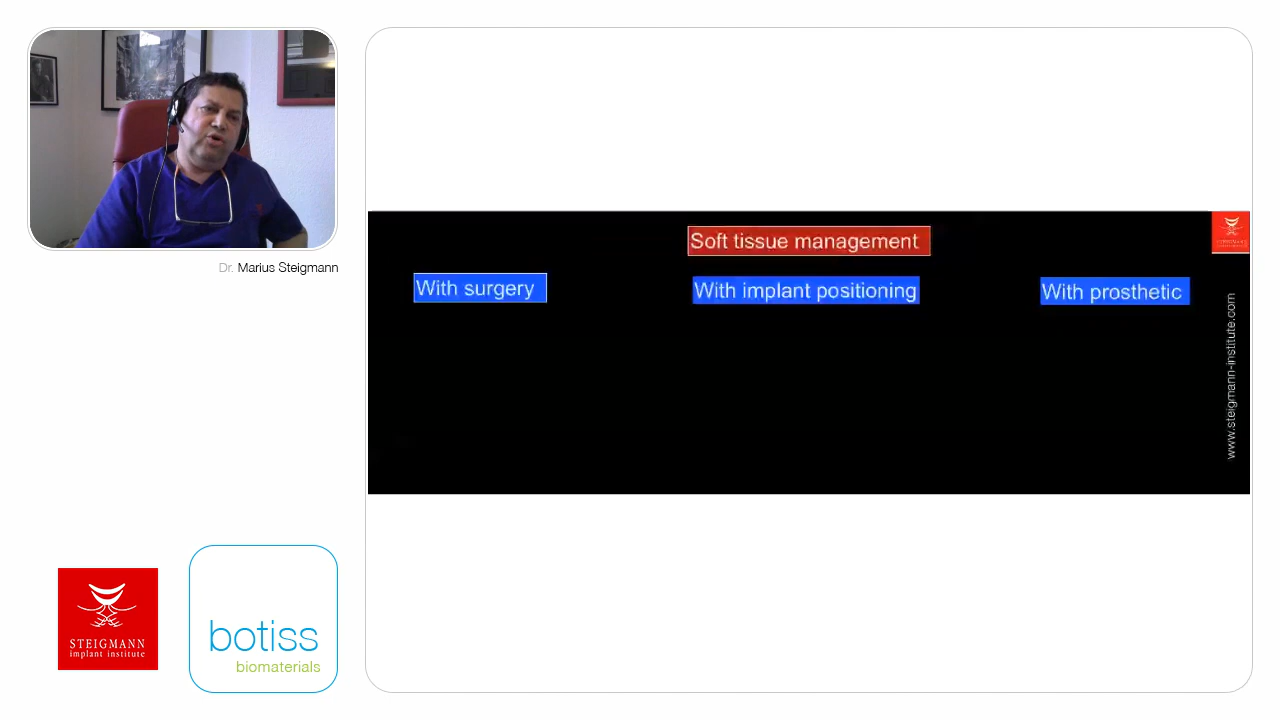 Dr. Marius Steigmann
Soft tissue management
With surgery
With implant positioning
With prosthetic
www.steigmann-institute.com
STEIGMANN
implant institute
botiss
biomaterials